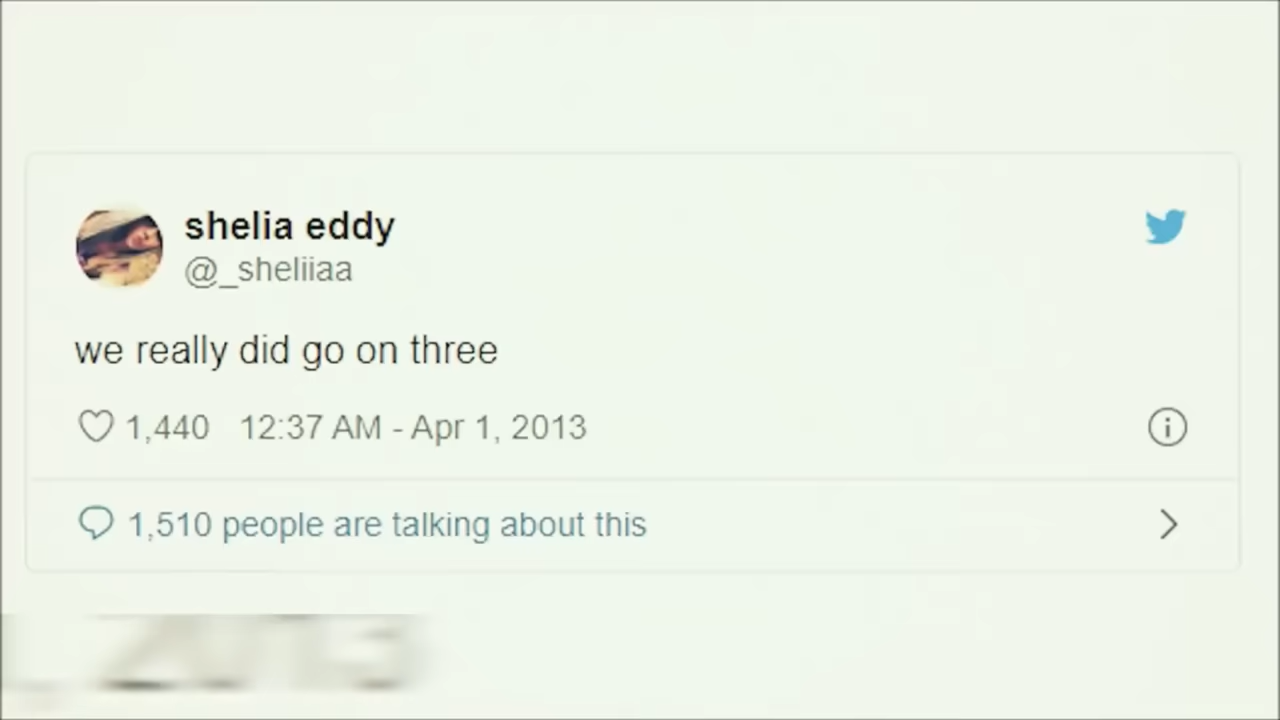 shelia eddy
@_sheliiaa
we really did go on three
1,440 12:37 AM - Apr 1, 2013
1,510 people are talking about this
2013